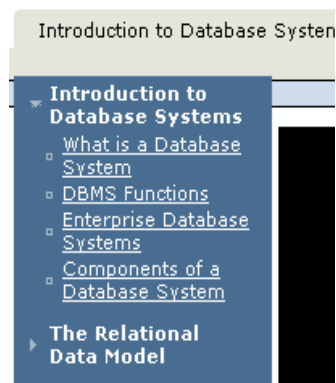 Introduction to Database
Introduction to
Database Systems
What is a Database
System
DBMS Functions
Enterprise Database
Systems
Components of a
Database System
The Relational
Data Model